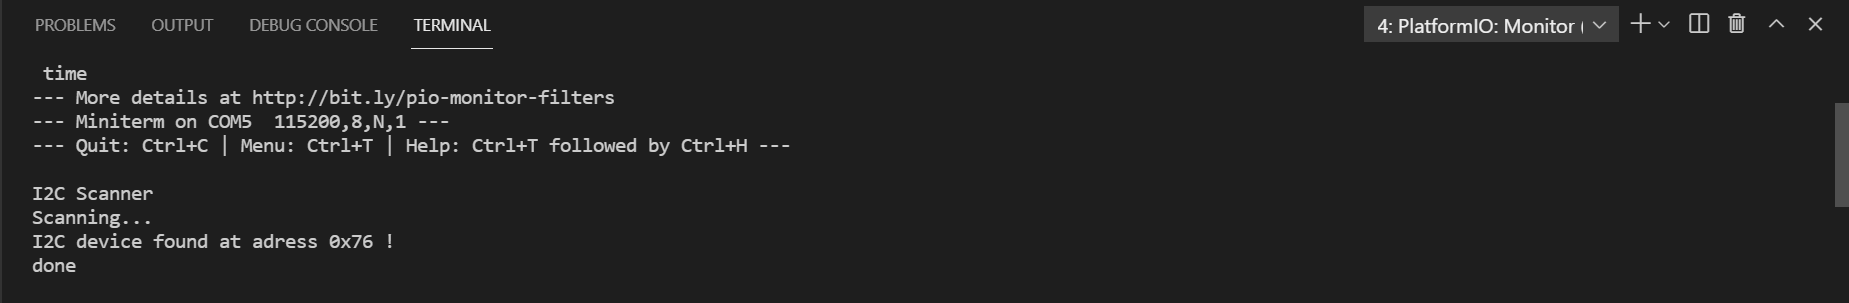 PROBLEMS OUTPUT DEBUG CONSOLE TERMINAL 4: PlatformIO: Monitor (
time
--- More details at http://bit.ly/pio-monitor-filters
--- Miniterm on COM5  115200,8,N,1 ---
--- Quit: Ctrl+C | Menu: Ctrl+T | Help: Ctrl+T followed by Ctrl+H ---
I2C Scanner
Scanning...
I2C device found at adress 0x76 !
done